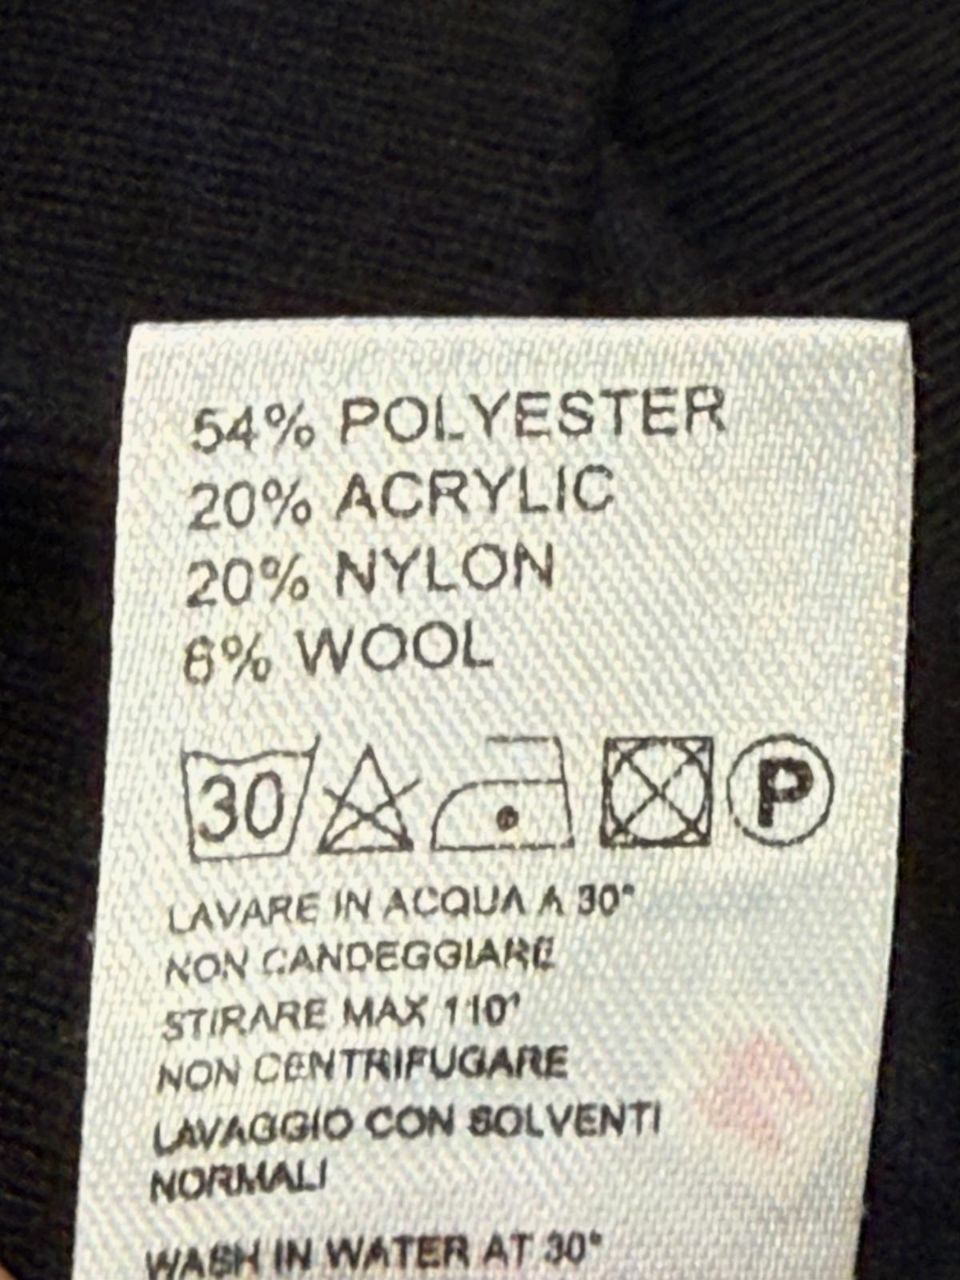 54% POLYESTER
20% ACRYLIC
20% NYLON
6% WOOL
30 P
LAVARE IN ACQUA A 30°
NON CANDEGGIARE
STIRARE MAX 110°
NON CENTRIFUGARE
LAVAGGIO CON SOLVENTI
NORMALI
WASH IN WATER AT 30°